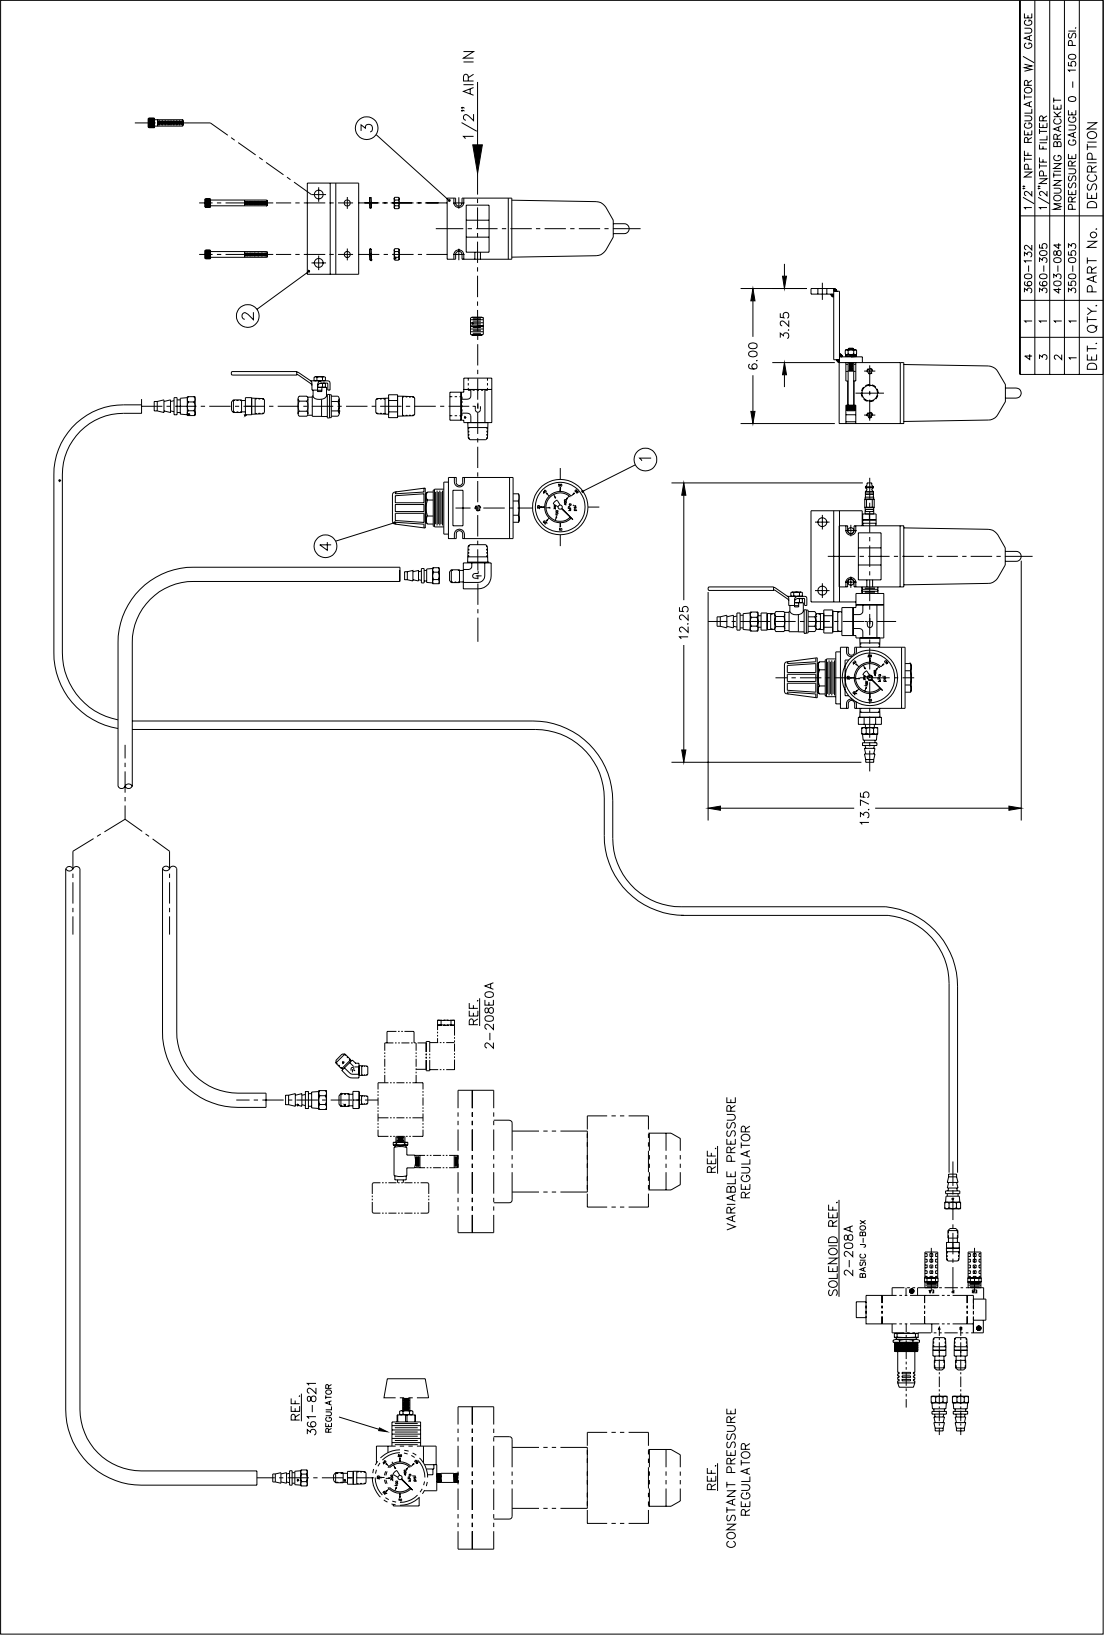 1/2" AIR IN
3
2
4
1
6.00
3.25
12.25
13.75
REF.
2-208E0A
REF.
VARIABLE PRESSURE
REGULATOR
SOLENOID REF.
2-208A
BASIC J-BOX
REF.
361-821
REGULATOR
REF.
CONSTANT PRESSURE
REGULATOR
4 1 360-132 1/2" NPTF REGULATOR W/ GAUGE
3 1 360-305 1/2"NPTF FILTER
2 1 403-084 MOUNTING BRACKET
1 1 350-053 PRESSURE GAUGE 0 - 150 PSI.
DET. QTY. PART No. DESCRIPTION